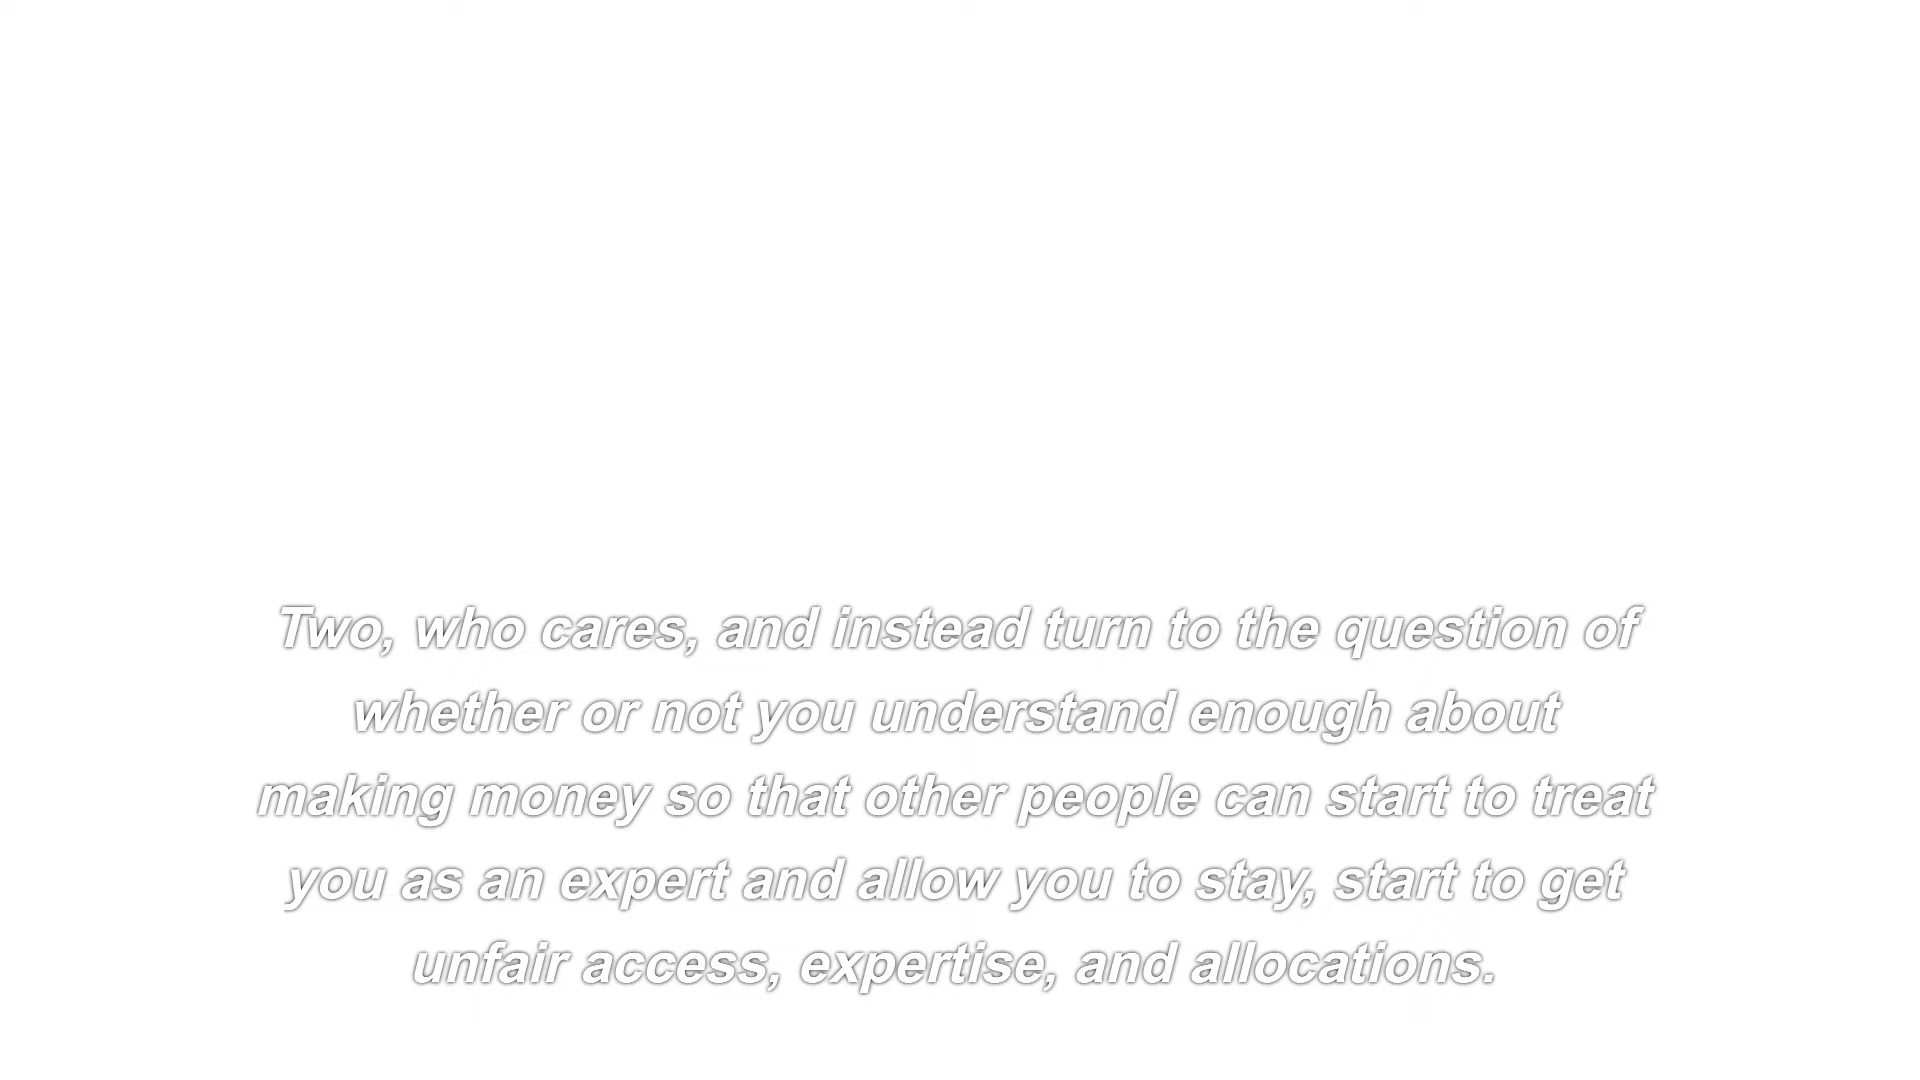 Two, who cares, and instead turn to the question of
whether or not you understand enough about
making money so that other people can start to treat
you as an expert and allow you to stay, start to get
unfair access, expertise, and allocations.